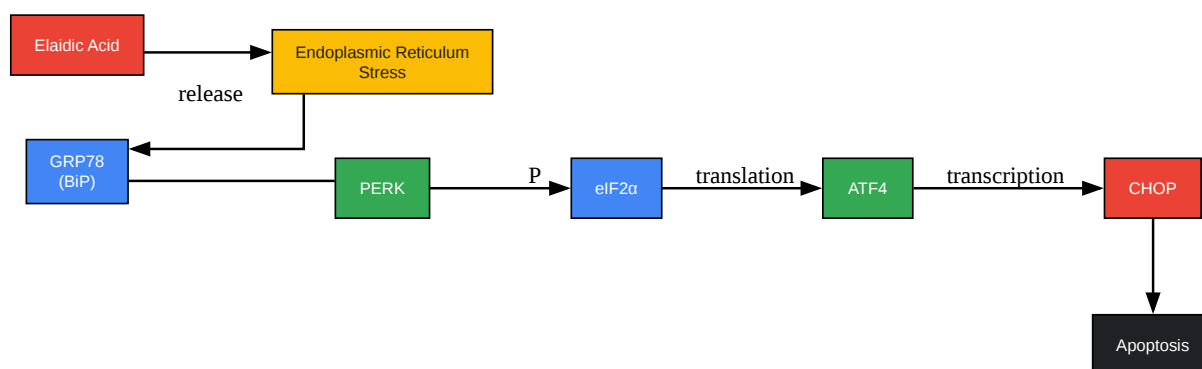 Elaidic Acid
Endoplasmic Reticulum
Stress
release
GRP78
(BiP)
PERK
P
eIF2α
translation
ATF4
transcription
CHOP
Apoptosis